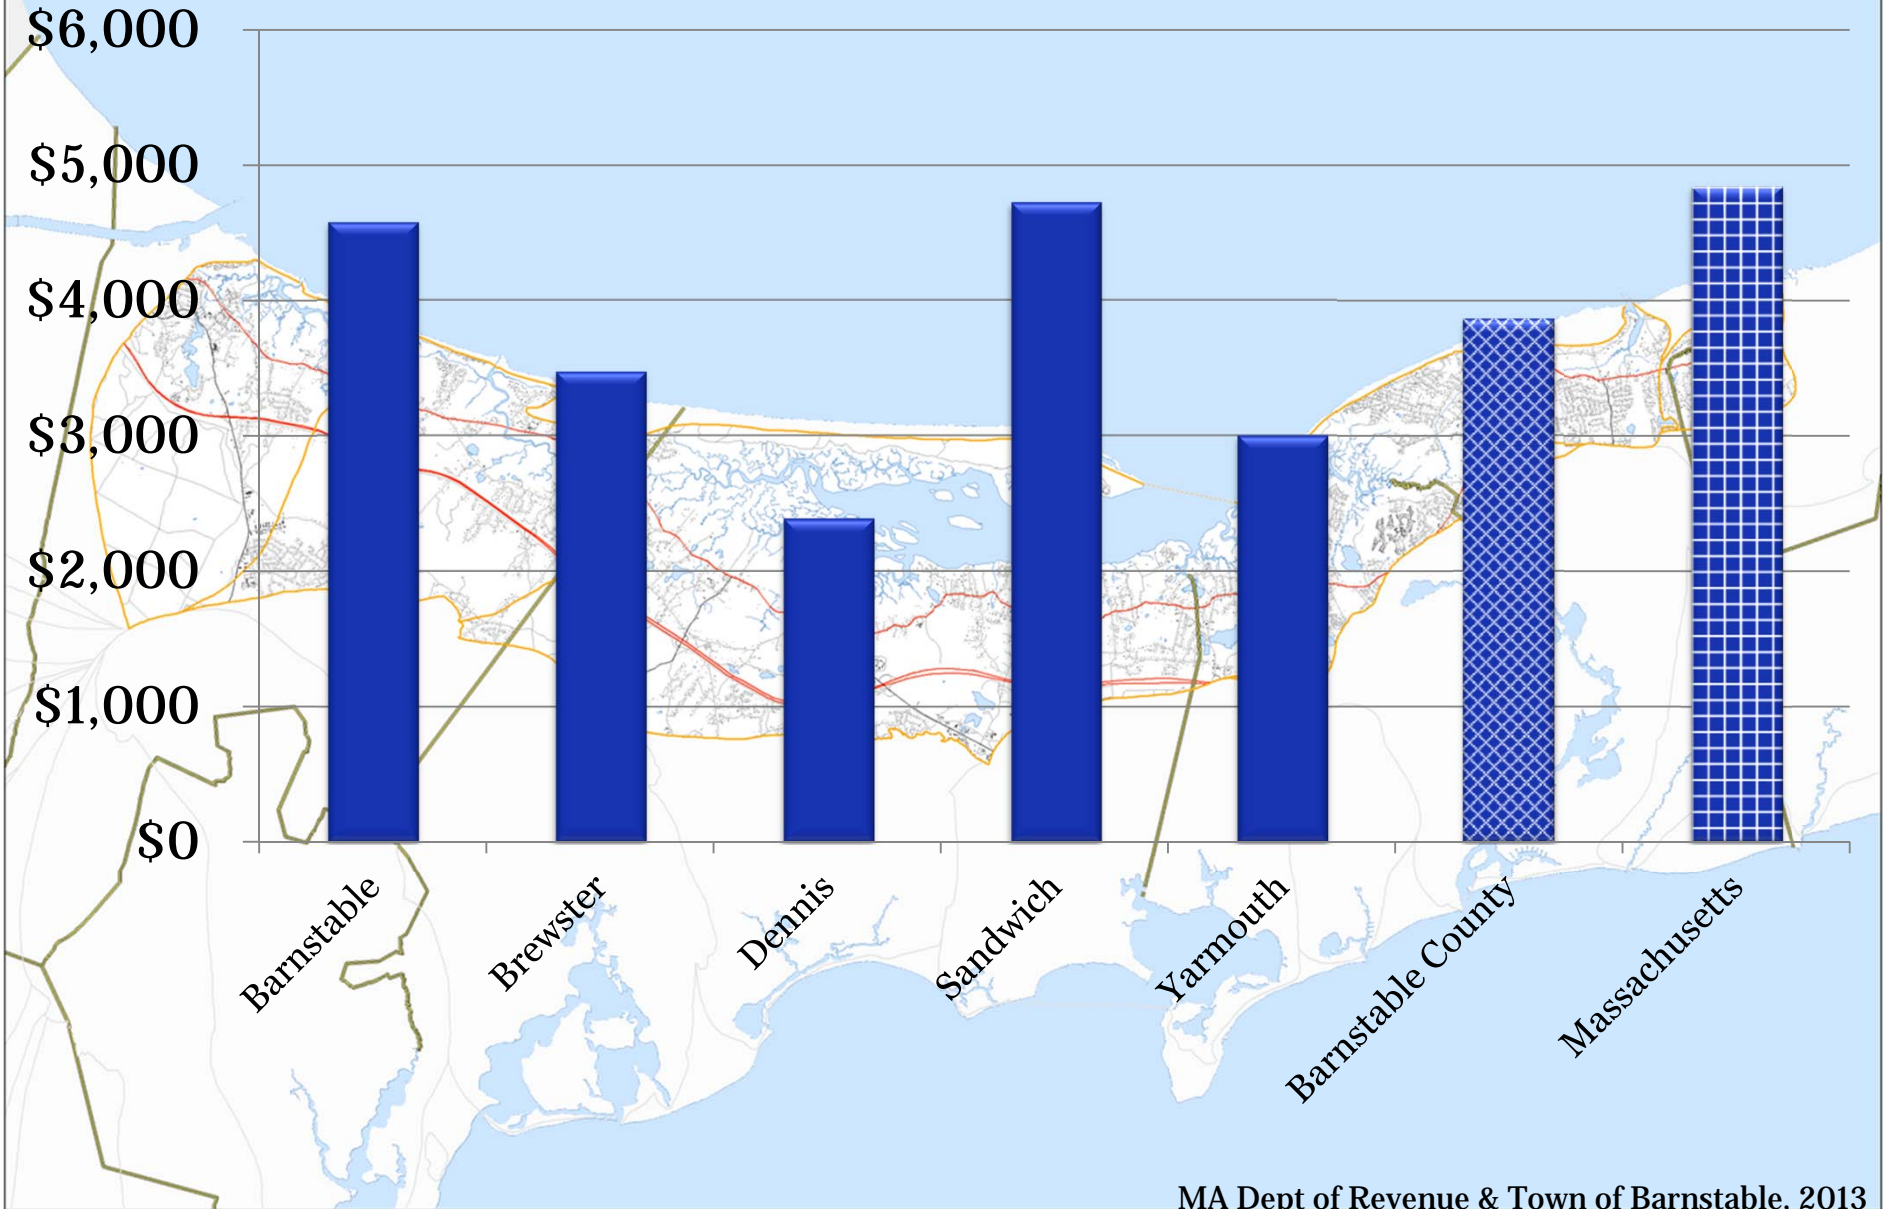 $6,000
$5,000
$4,000
$3,000
$2,000
$1,000
$0
Barnstable
Brewster
Dennis
Sandwich
Yarmouth
Barnstable County
Massachusetts
MA Dept of Revenue & Town of Barnstable. 2013